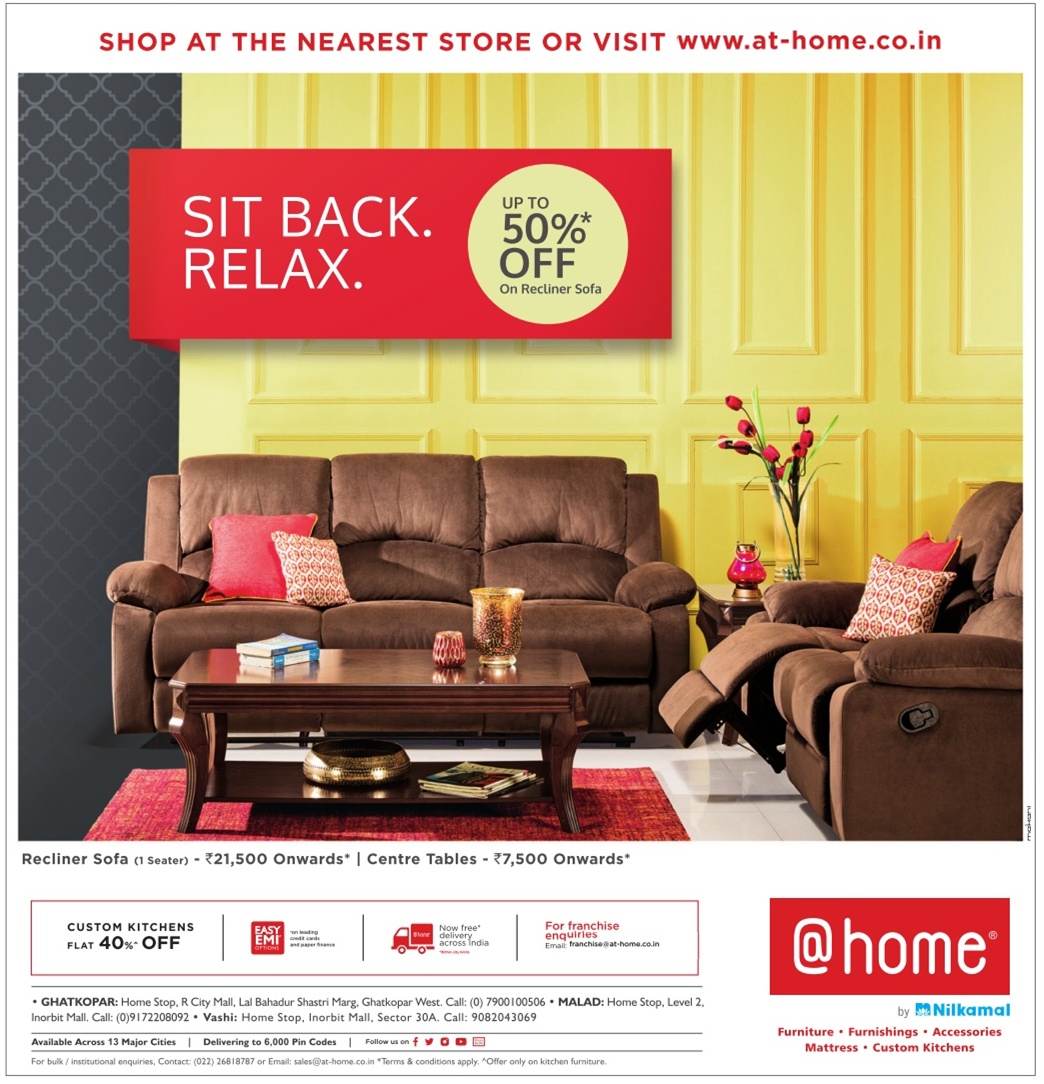 SHOP AT THE NEAREST STORE OR VISIT www.at-home.co.in
SIT BACK.
RELAX.
UP TO
50%*
OFF
On Recliner Sofa
makani
Recliner Sofa (1 Seater) - ₹21,500 Onwards* | Centre Tables - ₹7,500 Onwards*
CUSTOM KITCHENS
FLAT 40%^ OFF
EASY
EMI*
OPTIONS
*on leading
credit cards
and paper finance
@home
Now free*
delivery
across India
*Within city limits
For franchise
enquiries
Email: franchise@at-home.co.in
@home®
by Nilkamal
Furniture • Furnishings • Accessories
Mattress • Custom Kitchens
• GHATKOPAR: Home Stop, R City Mall, Lal Bahadur Shastri Marg, Ghatkopar West. Call: (0) 7900100506 • MALAD: Home Stop, Level 2,
Inorbit Mall. Call: (0)9172208092 • Vashi: Home Stop, Inorbit Mall, Sector 30A. Call: 9082043069
Available Across 13 Major Cities | Delivering to 6,000 Pin Codes | Follow us on
For bulk / institutional enquiries, Contact: (022) 26818787 or Email: sales@at-home.co.in *Terms & conditions apply. ^Offer only on kitchen furniture.